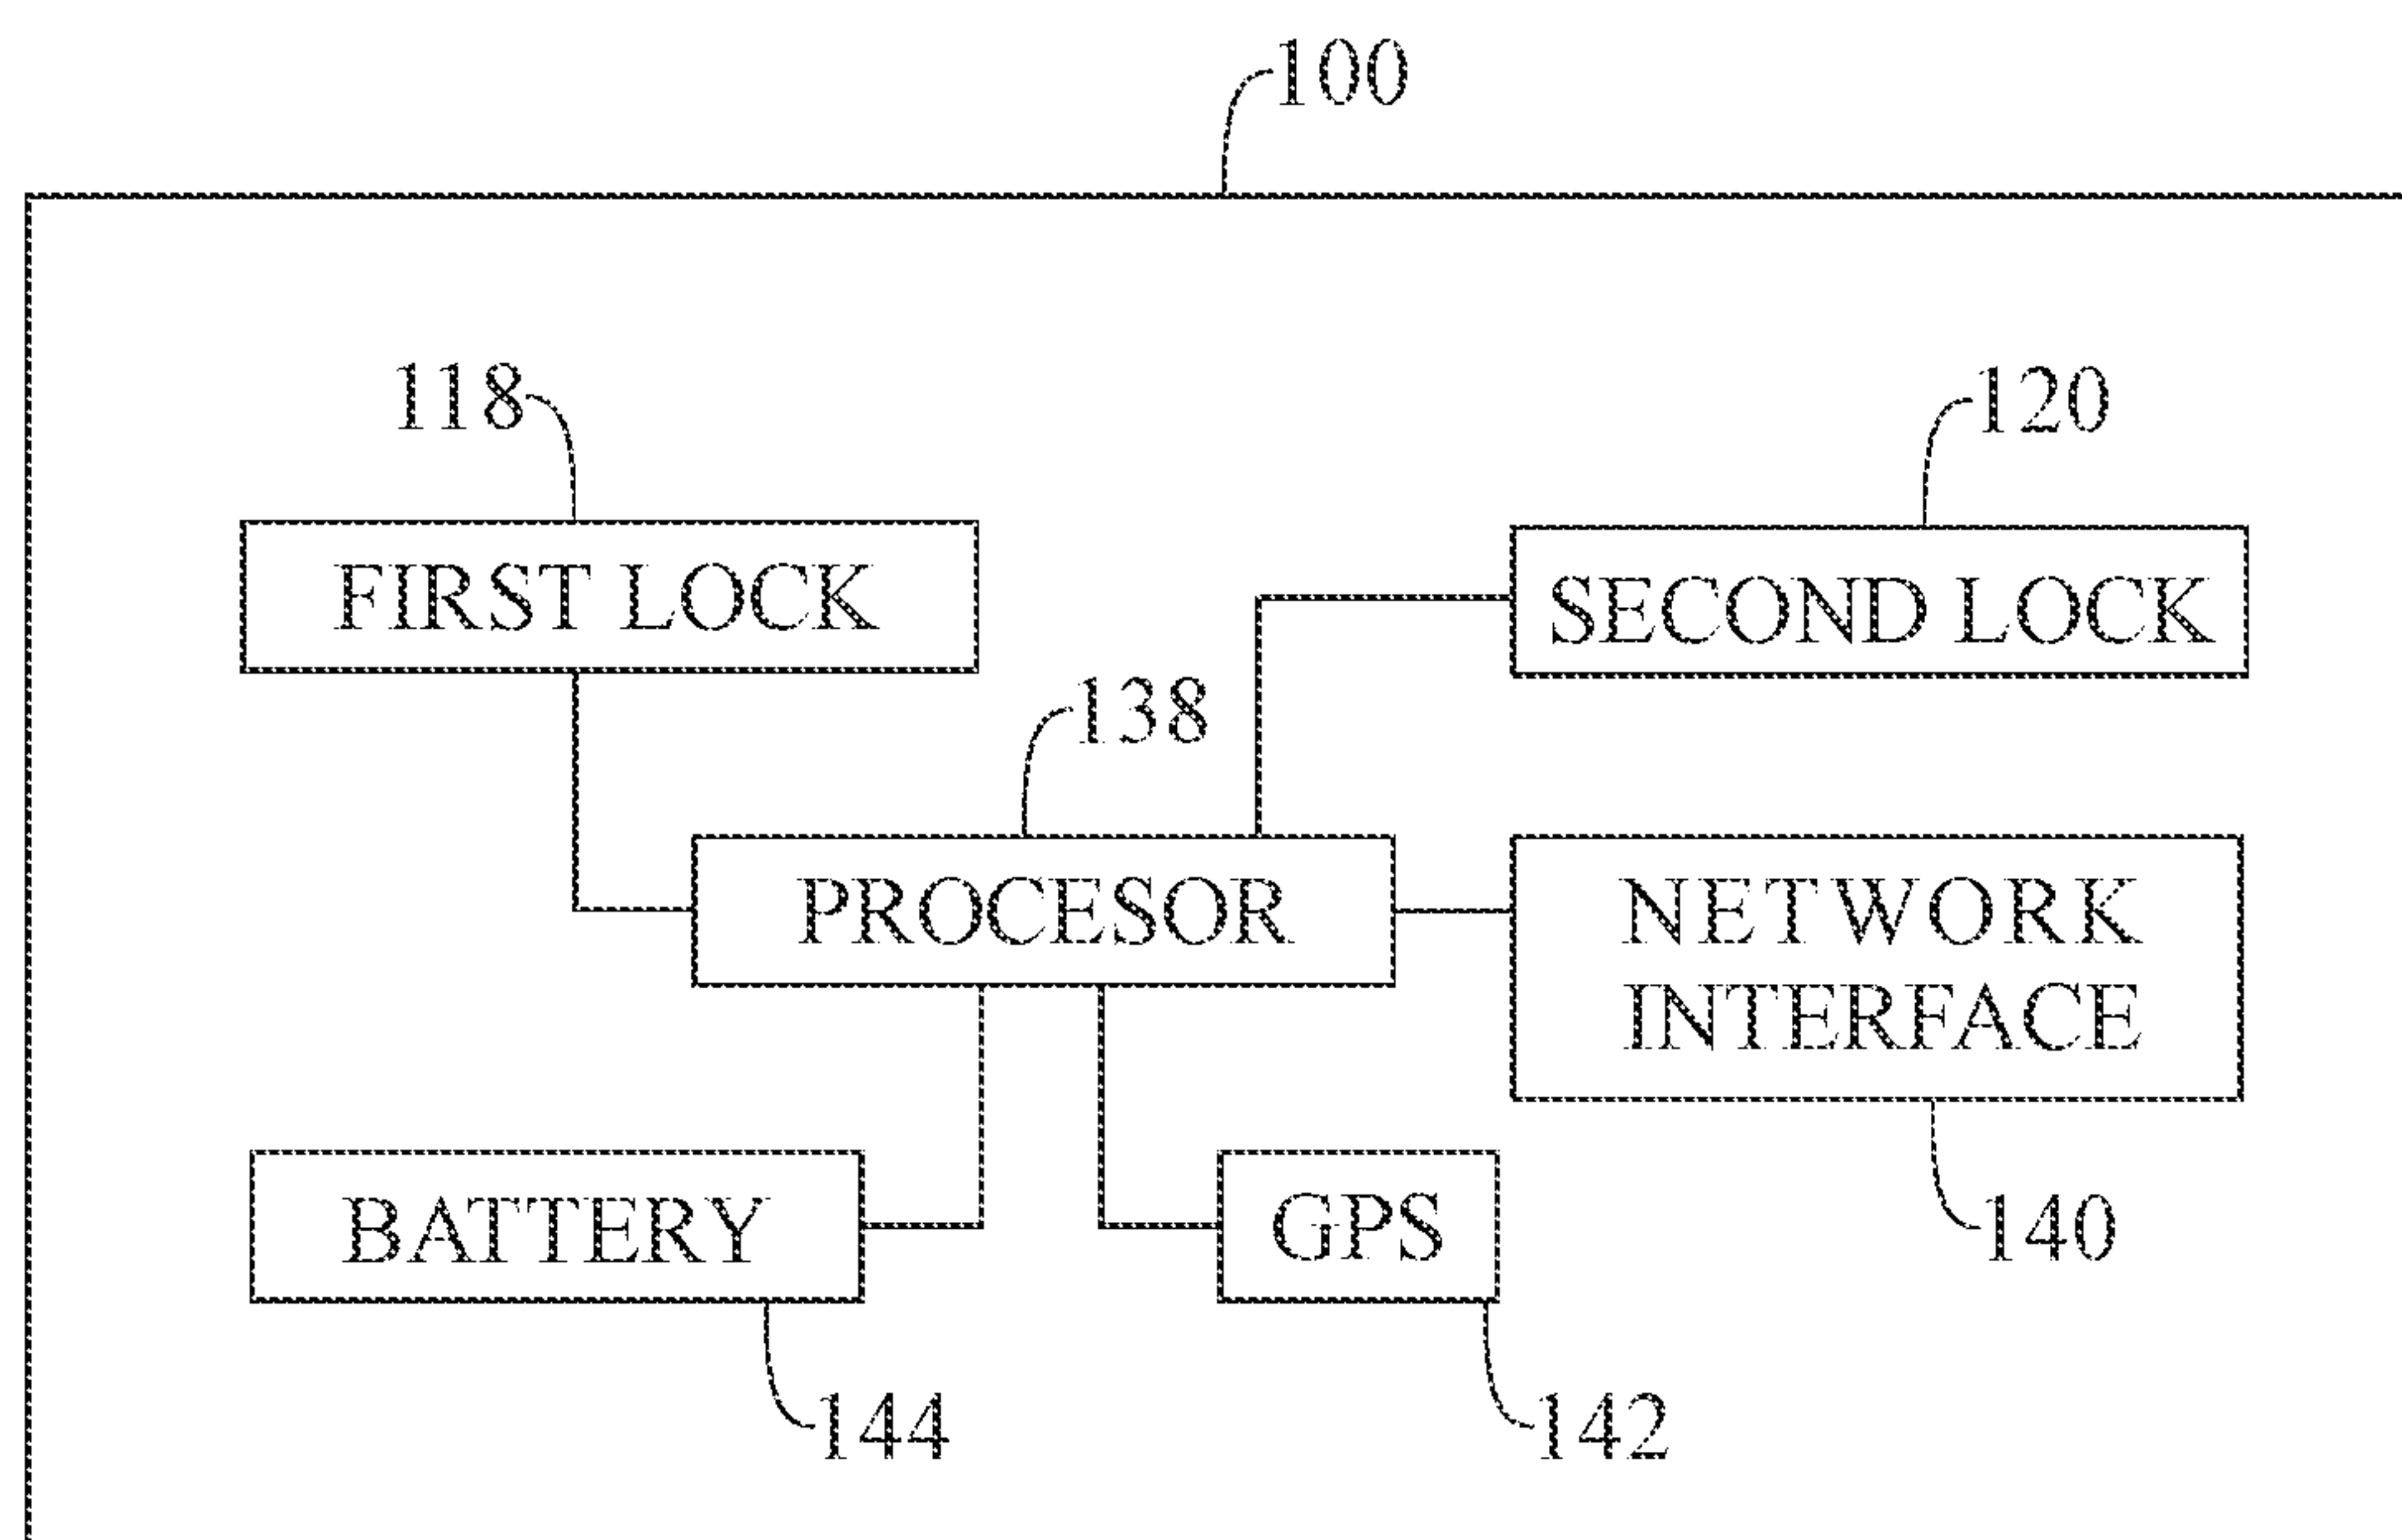 100
118
120
FIRST LOCK
SECOND LOCK
138
PROCESOR
NETWORK
INTERFACE
BATTERY
GPS
140
144
142